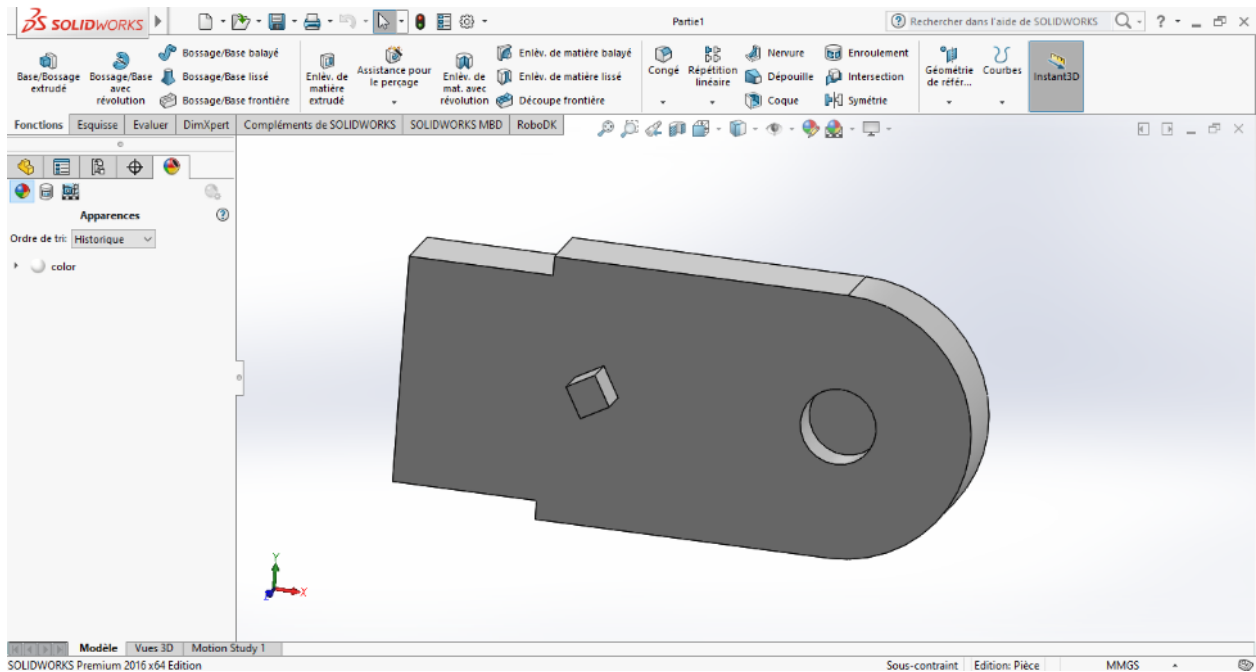 SOLIDWORKS
Partie1
Rechercher dans l'aide de SOLIDWORKS
Base/Bossage extrudé
Bossage/Base avec révolution
Bossage/Base balayé
Bossage/Base lissé
Bossage/Base frontière
Enlèv. de matière extrudé
Assistance pour le perçage
Enlèv. de mat. avec révolution
Enlèv. de matière balayé
Enlèv. de matière lissé
Découpe frontière
Congé
Répétition linéaire
Nervure
Dépouille
Coque
Enroulement
Intersection
Symétrie
Géométrie de référ...
Courbes
Instant3D
Fonctions
Esquisse
Evaluer
DimXpert
Compléments de SOLIDWORKS
SOLIDWORKS MBD
RoboDK
Apparences
Ordre de tri: Historique
color
Y
X
Modèle
Vues 3D
Motion Study 1
SOLIDWORKS Premium 2016 x64 Edition
Sous-contraint
Edition: Pièce
MMGS